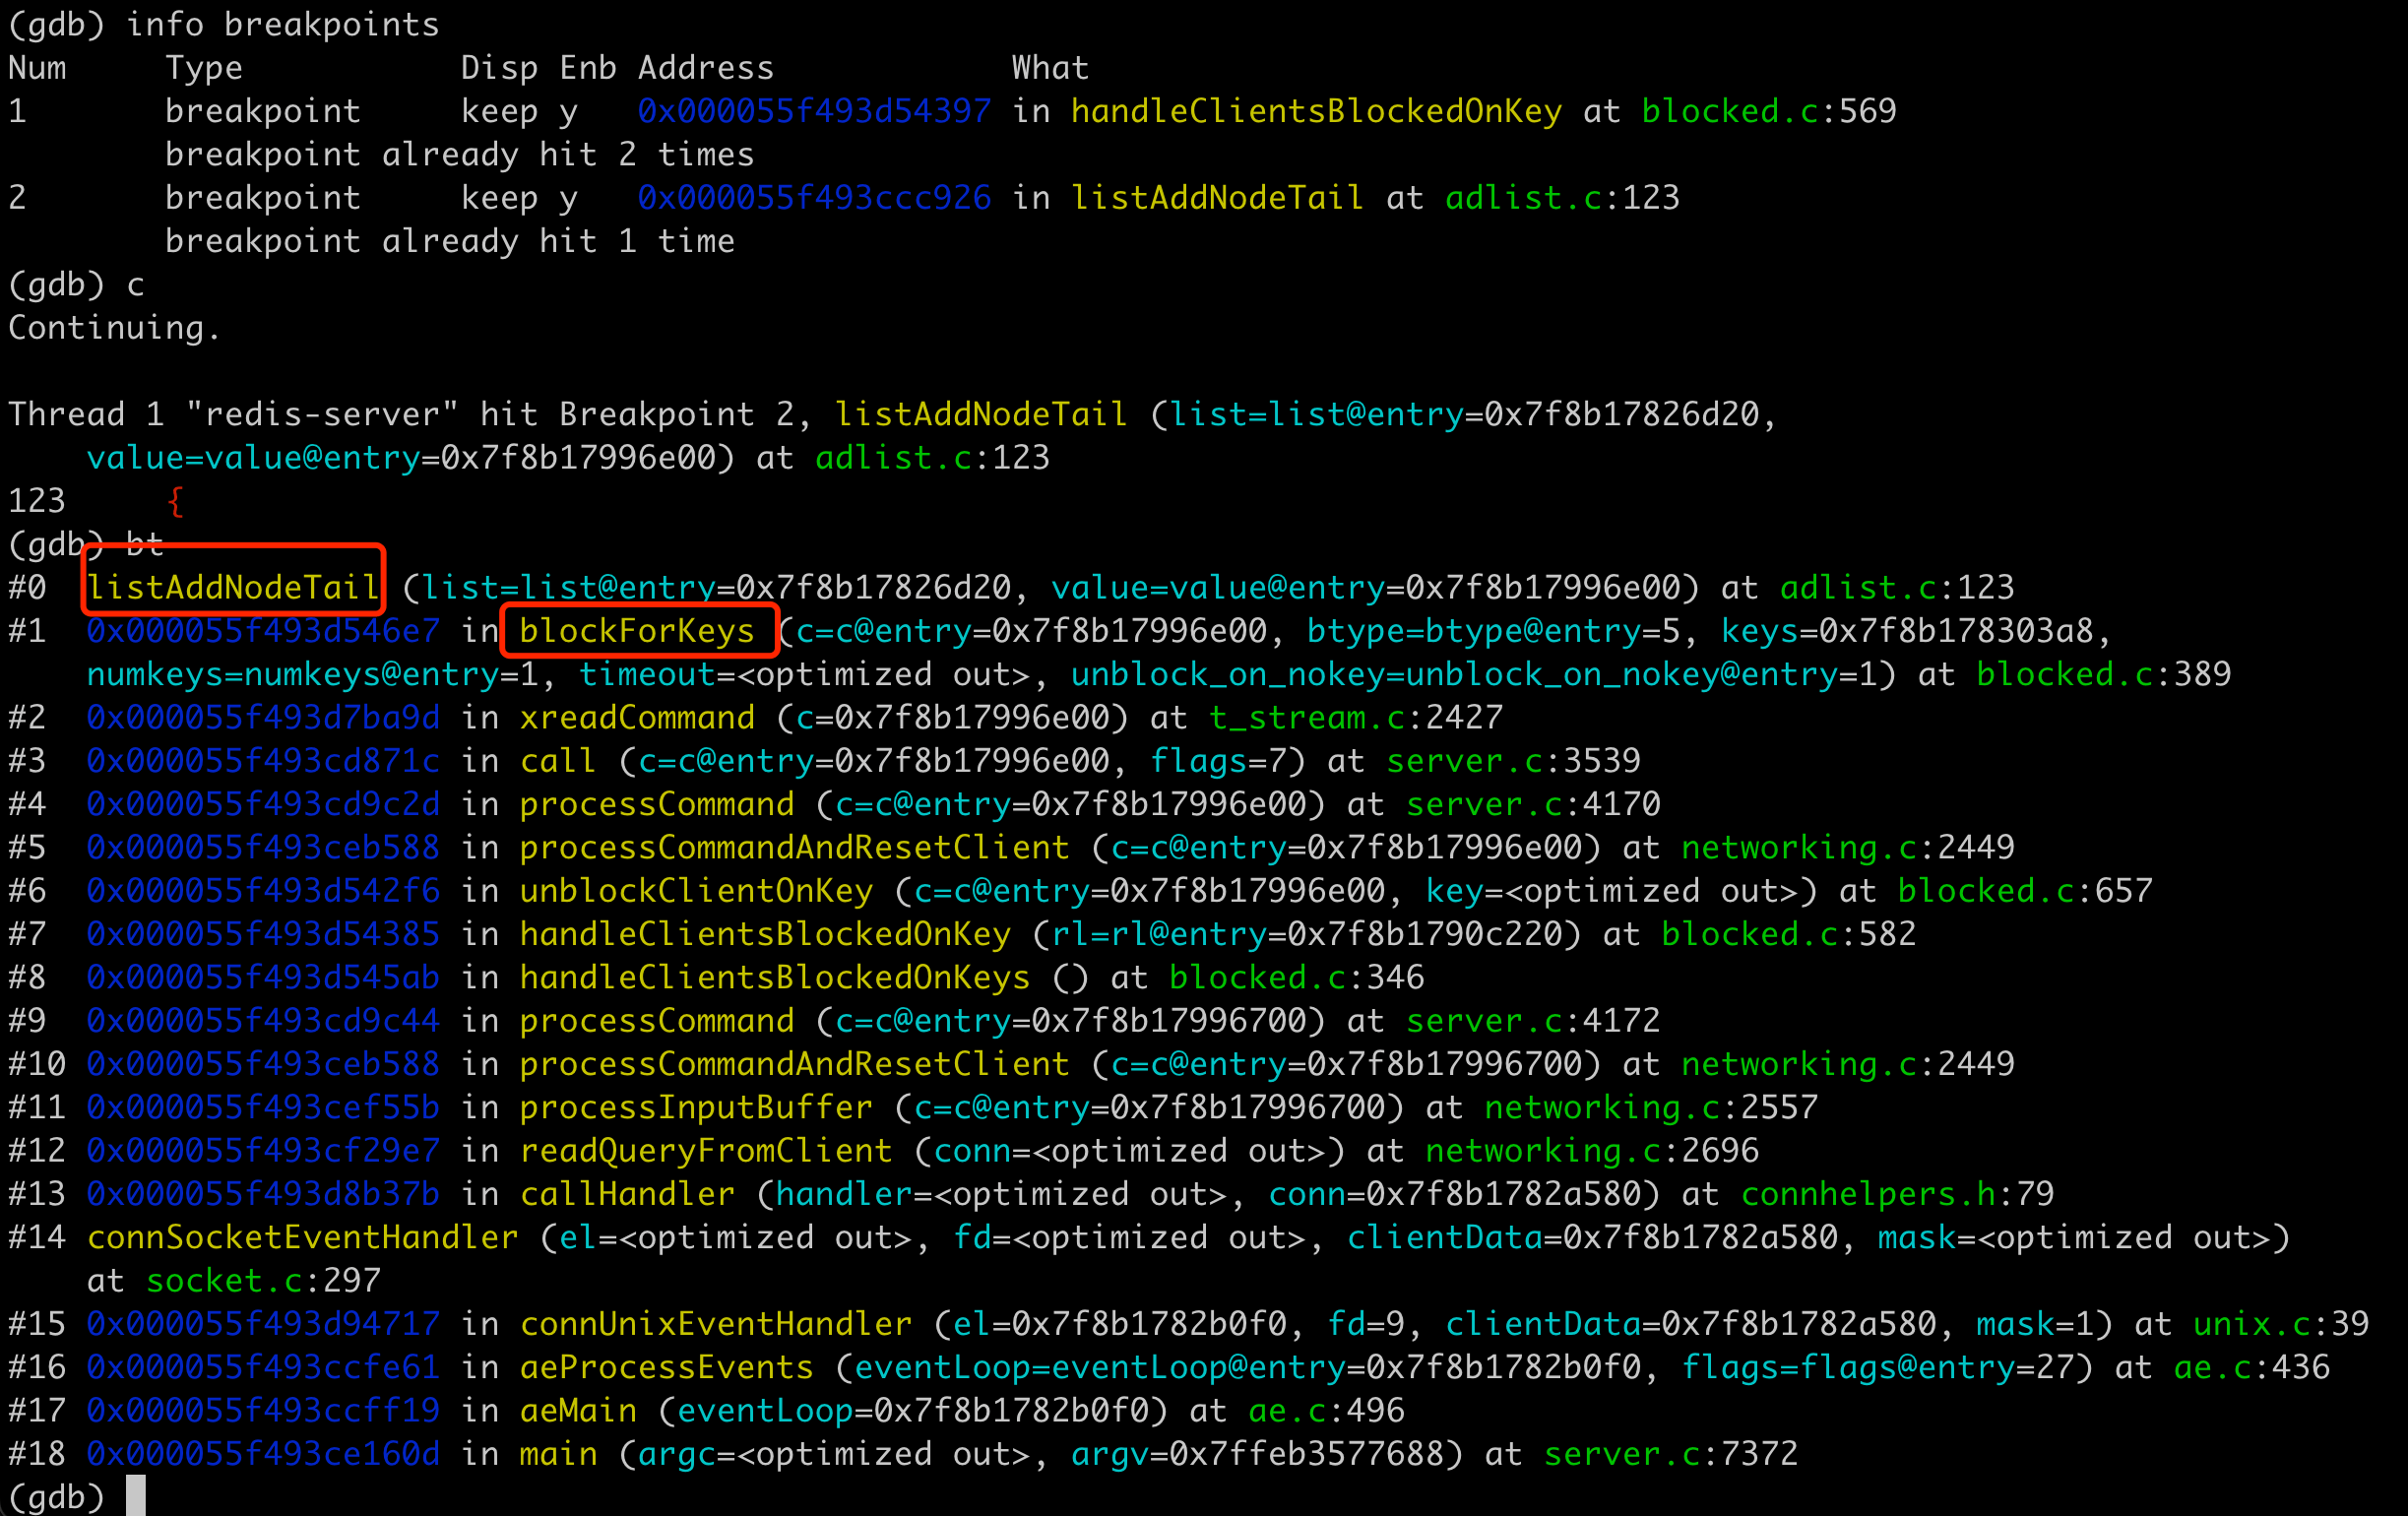 (gdb) info breakpoints
Num     Type           Disp Enb Address            What
1       breakpoint     keep y   0x000055f493d54397 in handleClientsBlockedOnKey at blocked.c:569
        breakpoint already hit 2 times
2       breakpoint     keep y   0x000055f493ccc926 in listAddNodeTail at adlist.c:123
        breakpoint already hit 1 time
(gdb) c
Continuing.

Thread 1 "redis-server" hit Breakpoint 2, listAddNodeTail (list=list@entry=0x7f8b17826d20,
    value=value@entry=0x7f8b17996e00) at adlist.c:123
123     {
(gdb) bt
#0  listAddNodeTail (list=list@entry=0x7f8b17826d20, value=value@entry=0x7f8b17996e00) at adlist.c:123
#1  0x000055f493d546e7 in blockForKeys (c=c@entry=0x7f8b17996e00, btype=btype@entry=5, keys=0x7f8b178303a8,
    numkeys=numkeys@entry=1, timeout=<optimized out>, unblock_on_nokey=unblock_on_nokey@entry=1) at blocked.c:389
#2  0x000055f493d7ba9d in xreadCommand (c=0x7f8b17996e00) at t_stream.c:2427
#3  0x000055f493cd871c in call (c=c@entry=0x7f8b17996e00, flags=7) at server.c:3539
#4  0x000055f493cd9c2d in processCommand (c=c@entry=0x7f8b17996e00) at server.c:4170
#5  0x000055f493ceb588 in processCommandAndResetClient (c=c@entry=0x7f8b17996e00) at networking.c:2449
#6  0x000055f493d542f6 in unblockClientOnKey (c=c@entry=0x7f8b17996e00, key=<optimized out>) at blocked.c:657
#7  0x000055f493d54385 in handleClientsBlockedOnKey (rl=rl@entry=0x7f8b1790c220) at blocked.c:582
#8  0x000055f493d545ab in handleClientsBlockedOnKeys () at blocked.c:346
#9  0x000055f493cd9c44 in processCommand (c=c@entry=0x7f8b17996700) at server.c:4172
#10 0x000055f493ceb588 in processCommandAndResetClient (c=c@entry=0x7f8b17996700) at networking.c:2449
#11 0x000055f493cef55b in processInputBuffer (c=c@entry=0x7f8b17996700) at networking.c:2557
#12 0x000055f493cf29e7 in readQueryFromClient (conn=<optimized out>) at networking.c:2696
#13 0x000055f493d8b37b in callHandler (handler=<optimized out>, conn=0x7f8b1782a580) at connhelpers.h:79
#14 connSocketEventHandler (el=<optimized out>, fd=<optimized out>, clientData=0x7f8b1782a580, mask=<optimized out>)
    at socket.c:297
#15 0x000055f493d94717 in connUnixEventHandler (el=0x7f8b1782b0f0, fd=9, clientData=0x7f8b1782a580, mask=1) at unix.c:39
#16 0x000055f493ccfe61 in aeProcessEvents (eventLoop=eventLoop@entry=0x7f8b1782b0f0, flags=flags@entry=27) at ae.c:436
#17 0x000055f493ccff19 in aeMain (eventLoop=0x7f8b1782b0f0) at ae.c:496
#18 0x000055f493ce160d in main (argc=<optimized out>, argv=0x7ffeb3577688) at server.c:7372
(gdb)